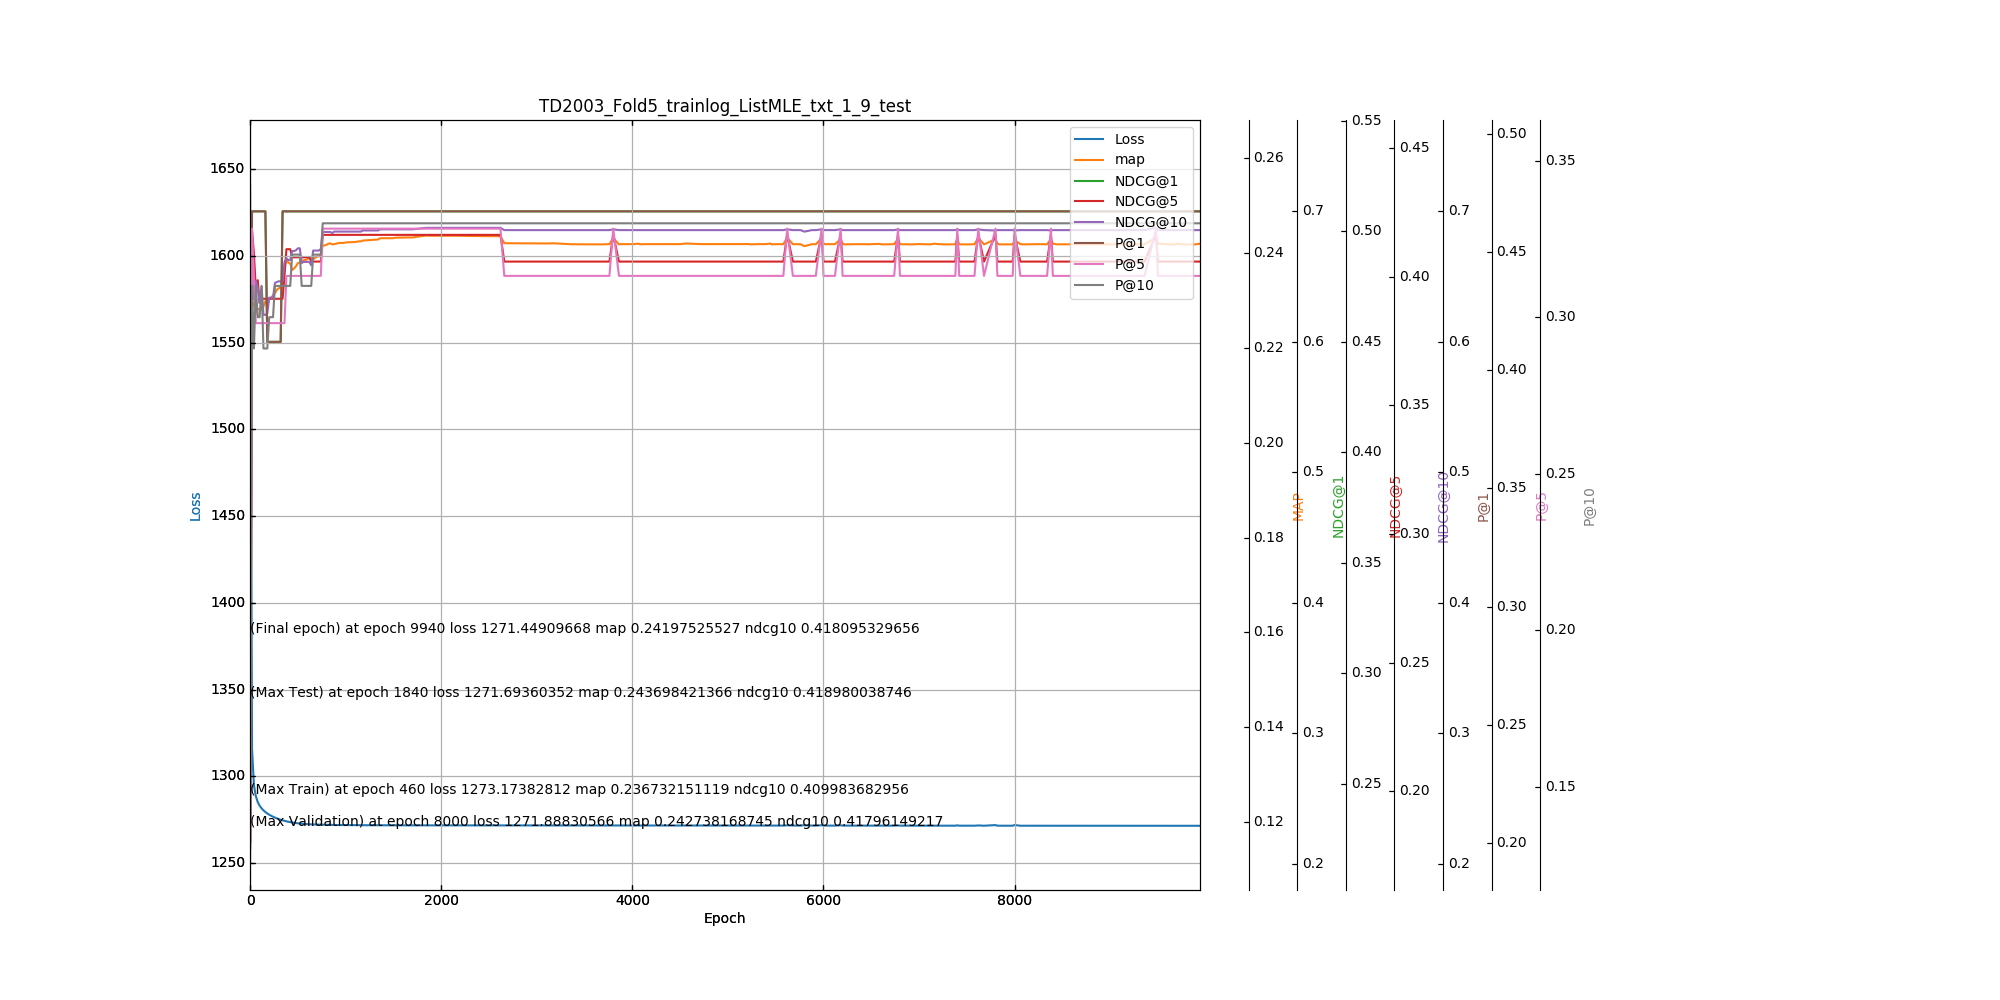 TD2003_Fold5_trainlog_ListMLE_txt_1_9_test
Loss
map
NDCG@1
NDCG@5
NDCG@10
P@1
P@5
P@10
1650
1600
1550
1500
1450
1400
1350
1300
1250
Loss
(Final epoch) at epoch 9940 loss 1271.44909668 map 0.24197525527 ndcg10 0.418095329656
(Max Test) at epoch 1840 loss 1271.69360352 map 0.243698421366 ndcg10 0.418980038746
(Max Train) at epoch 460 loss 1273.17382812 map 0.236732151119 ndcg10 0.409983682956
(Max Validation) at epoch 8000 loss 1271.88830566 map 0.242738168745 ndcg10 0.41796149217
0 2000 4000 6000 8000
Epoch
0.26
0.24
0.22
0.20
0.18
0.16
0.14
0.12
MAP
0.7
0.6
0.5
0.4
0.3
0.2
NDCG@1
0.55
0.50
0.45
0.40
0.35
0.30
0.25
NDCG@5
0.45
0.40
0.35
0.30
0.25
0.20
NDCG@10
0.7
0.6
0.5
0.4
0.3
0.2
P@1
0.50
0.45
0.40
0.35
0.30
0.25
0.20
P@5
0.35
0.30
0.25
0.20
0.15
P@10